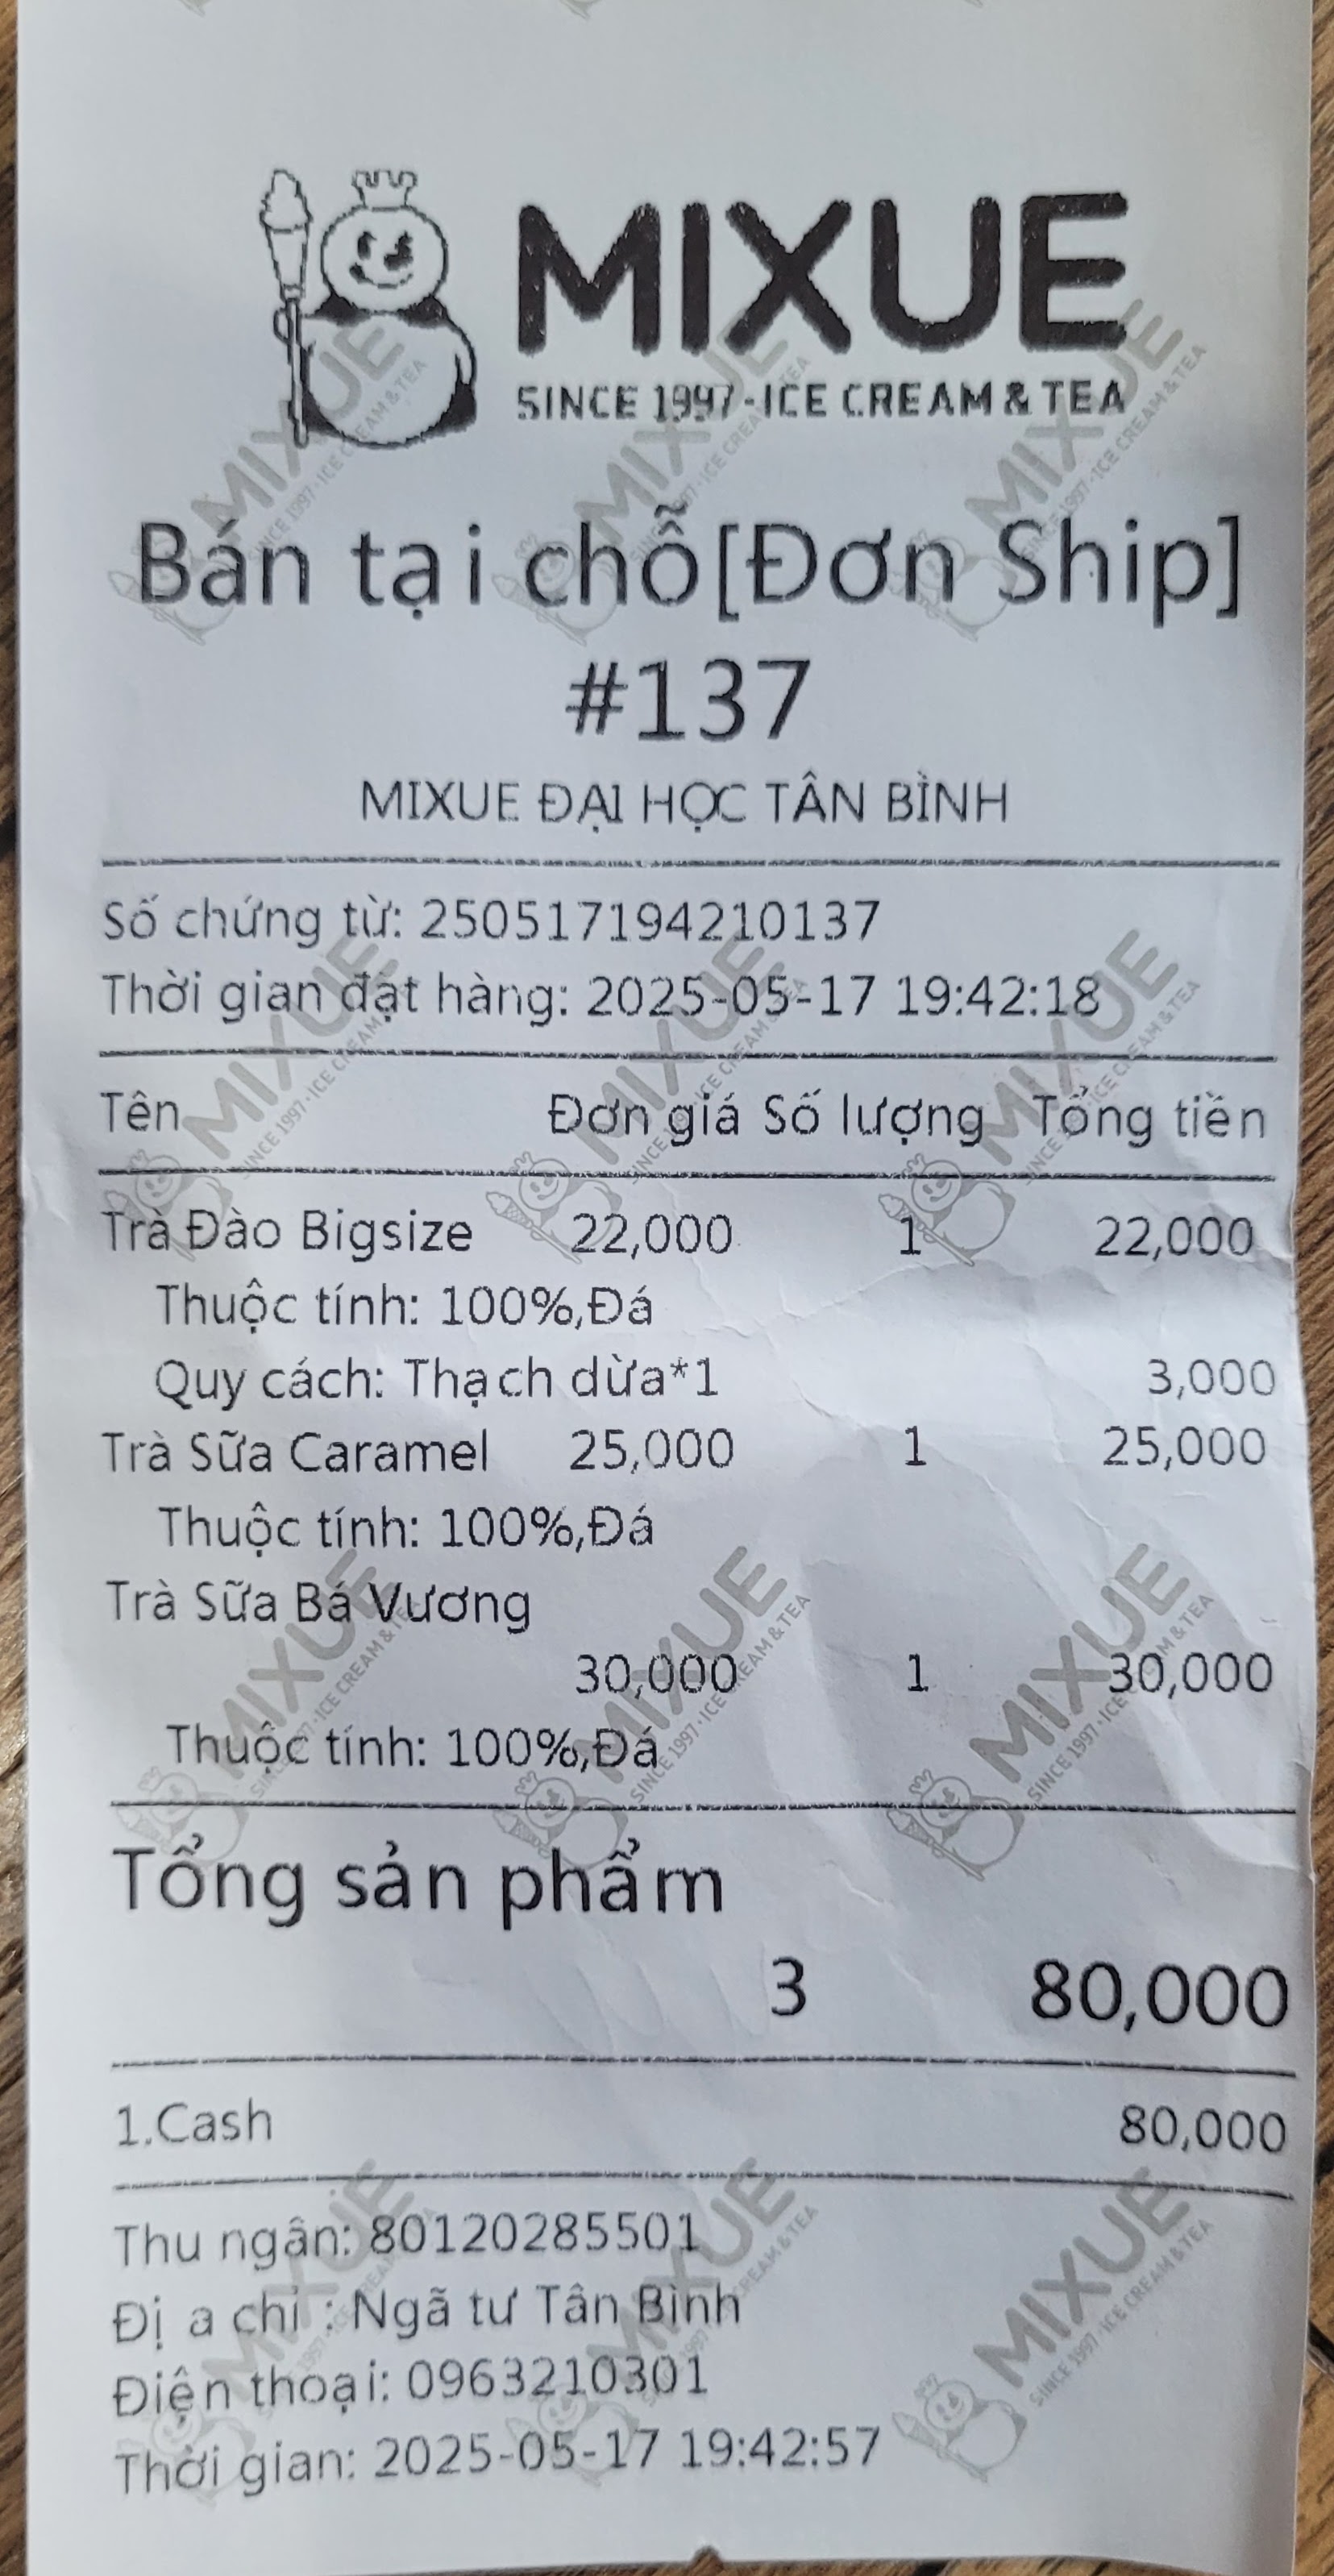 MIXUE
SINCE 1997-ICE CREAM & TEA
Bán tại chỗ[Đơn Ship]
#137
MIXUE ĐẠI HỌC TÂN BÌNH
Số chứng từ: 250517194210137
Thời gian đặt hàng: 2025-05-17 19:42:18
Tên Đơn giá Số lượng Tổng tiền
Trà Đào Bigsize 22,000 1 22,000
Thuộc tính: 100%,Đá
Quy cách: Thạch dừa*1 3,000
Trà Sữa Caramel 25,000 1 25,000
Thuộc tính: 100%,Đá
Trà Sữa Bá Vương
30,000 1 30,000
Thuộc tính: 100%,Đá
Tổng sản phẩm
3 80,000
1.Cash 80,000
Thu ngân: 80120285501
Địa chỉ : Ngã tư Tân Bình
Điện thoại: 0963210301
Thời gian: 2025-05-17 19:42:57